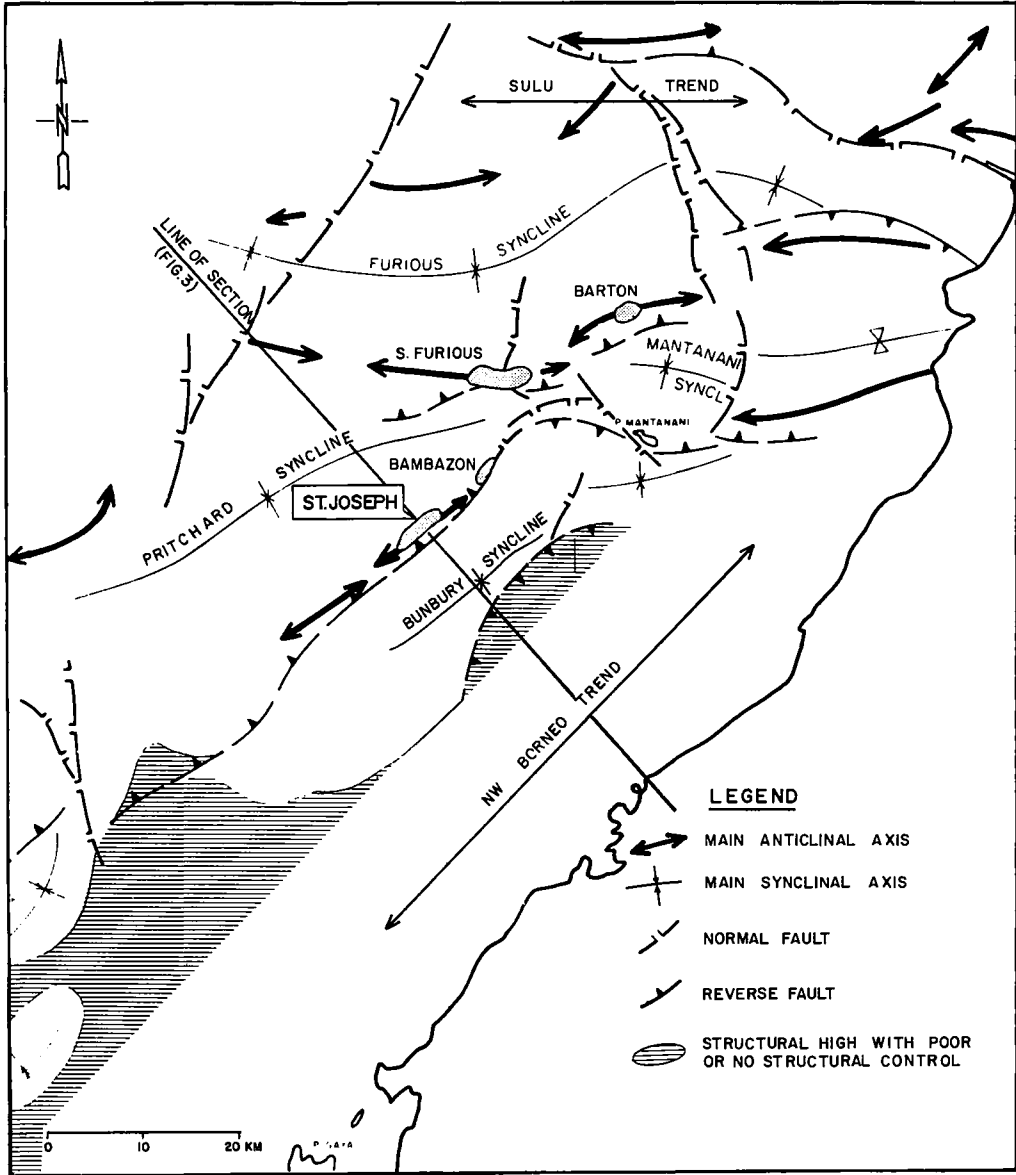 N
SULU TREND
LINE OF SECTION
(FIG.3)
FURIOUS SYNCLINE
BARTON
S. FURIOUS
MANTANANI
SYNCL
P. MANTANANI
PRITCHARD SYNCLINE
BAMBAZON
ST.JOSEPH
BUNBURY SYNCLINE
NW BORNEO TREND
LEGEND
MAIN ANTICLINAL AXIS
MAIN SYNCLINAL AXIS
NORMAL FAULT
REVERSE FAULT
STRUCTURAL HIGH WITH POOR
OR NO STRUCTURAL CONTROL
0 10 20 KM